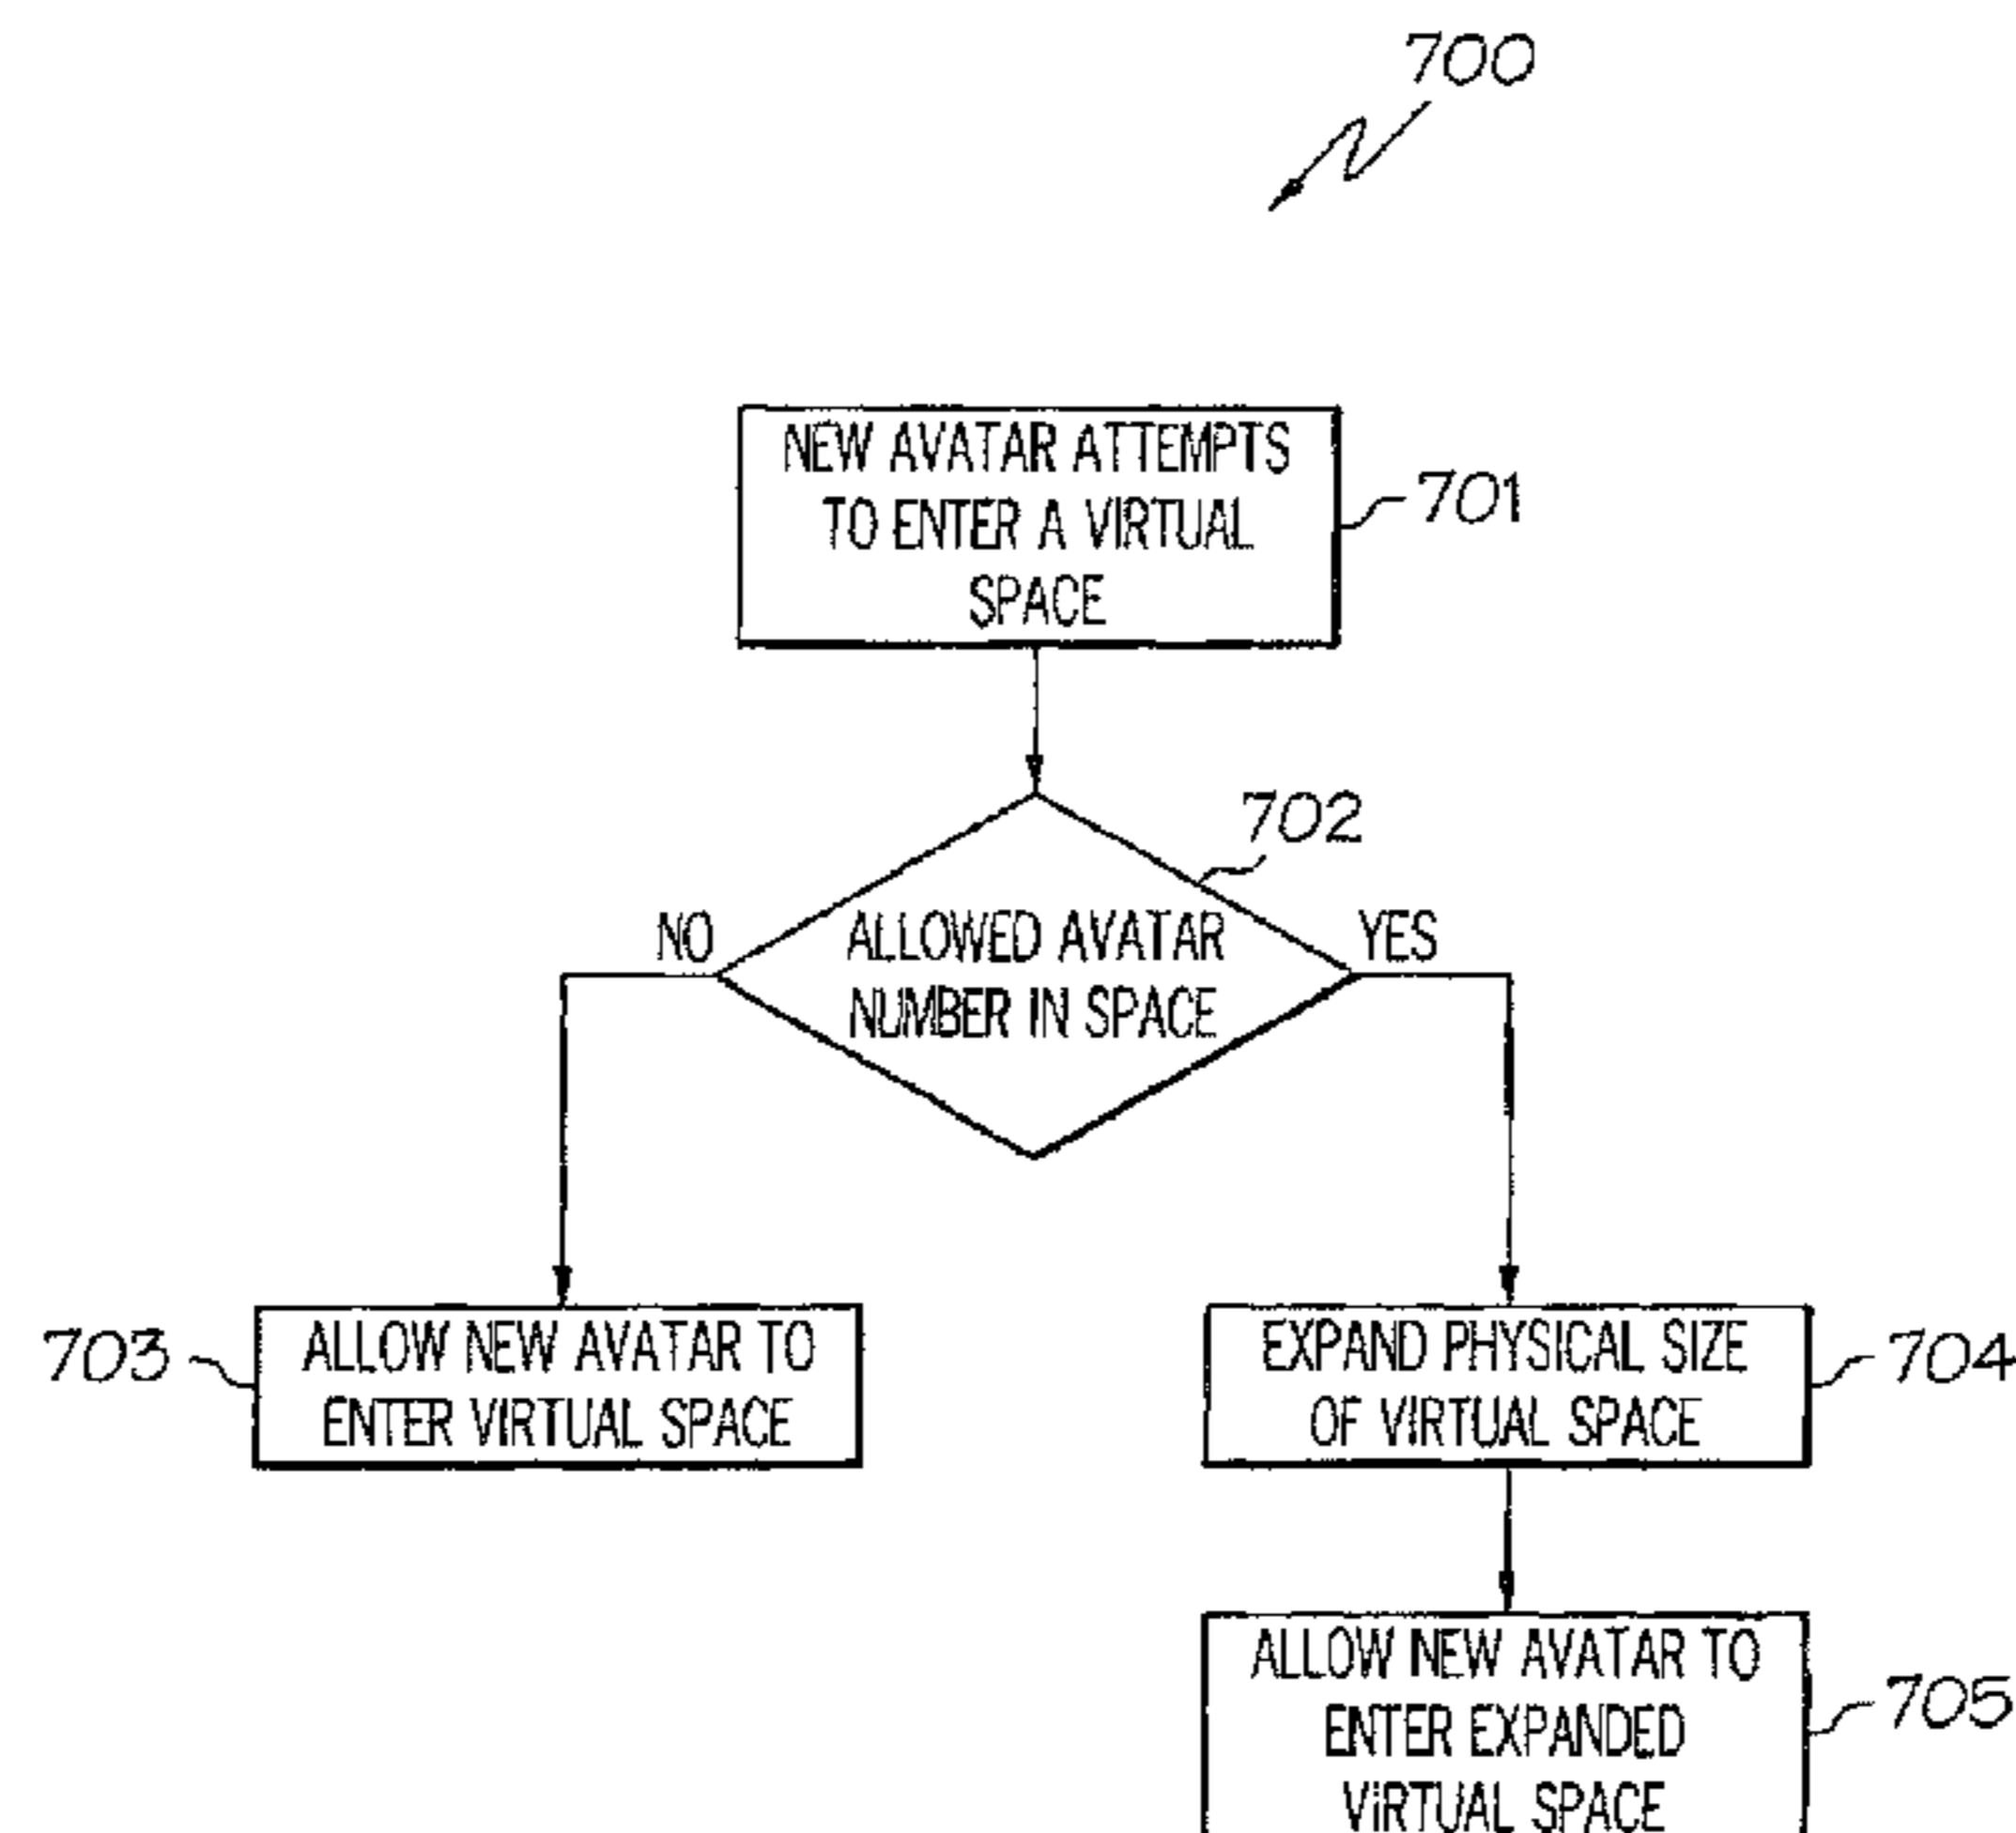 700
NEW AVATAR ATTEMPTS
TO ENTER A VIRTUAL
SPACE
701
702
NO
ALLOWED AVATAR
NUMBER IN SPACE
YES
703
ALLOW NEW AVATAR TO
ENTER VIRTUAL SPACE
EXPAND PHYSICAL SIZE
OF VIRTUAL SPACE
704
ALLOW NEW AVATAR TO
ENTER EXPANDED
VIRTUAL SPACE
705